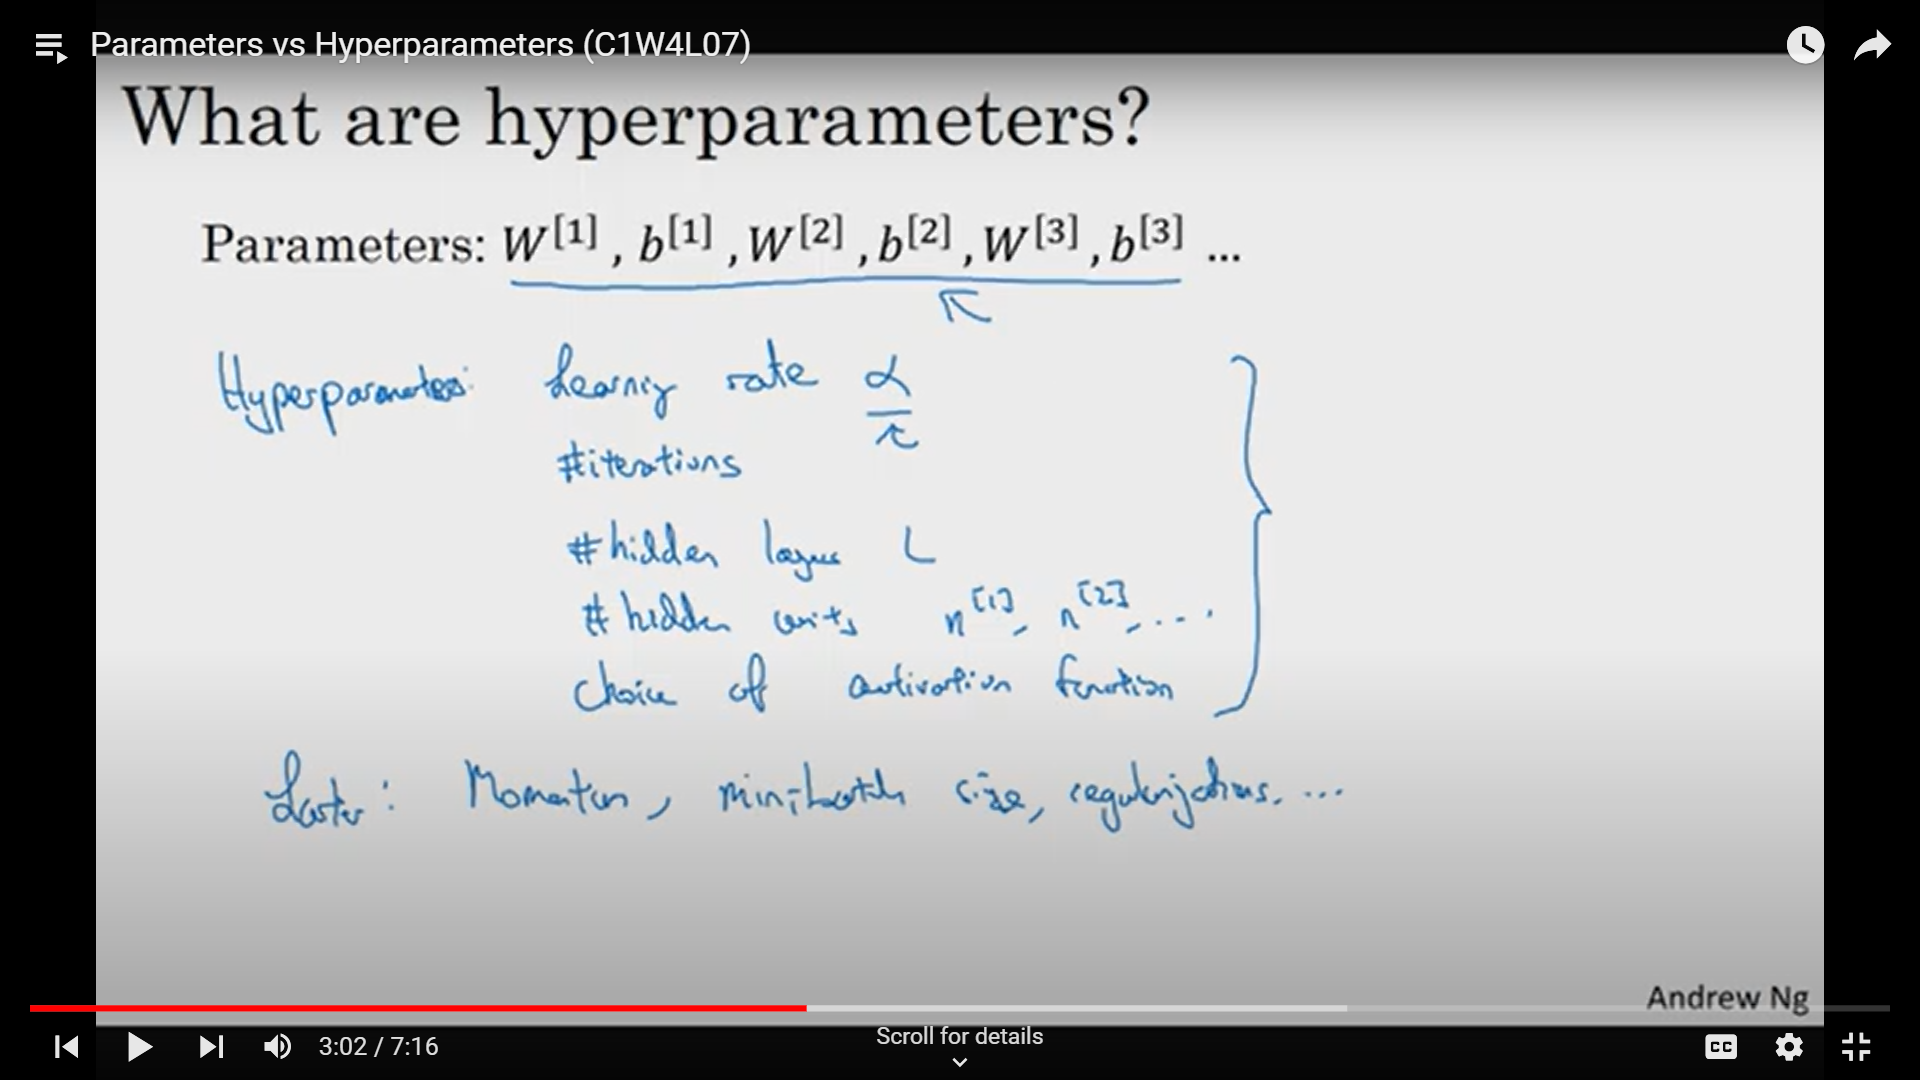 Parameters vs Hyperparameters (C1W4L07)
What are hyperparameters?
Parameters: W[1] , b[1] , W[2] , b[2] , W[3] , b[3] ...
Hyperparameters: Learning rate α
#iterations
#hidden layers L
#hidden units n[1], n[2], ...
Choice of activation function
Later: Momentum, mini-batch size, regularizations, ...
Andrew Ng
3:02 / 7:16
Scroll for details
CC